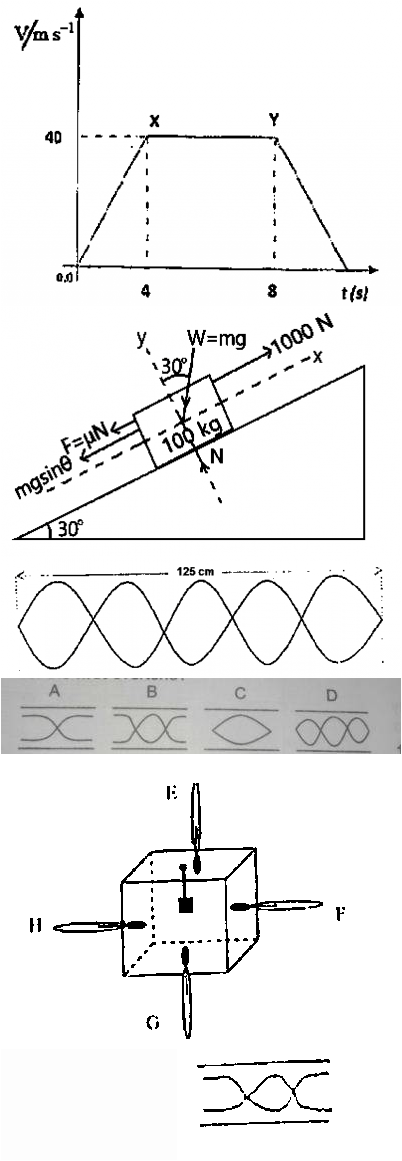 V/m s⁻¹
X Y
40
0.0
4 8 t(s)
y W=mg 1000 N
30° x
F=μN
100 kg
mgsinθ N
30°
125 cm
A B C D
E
H F
G